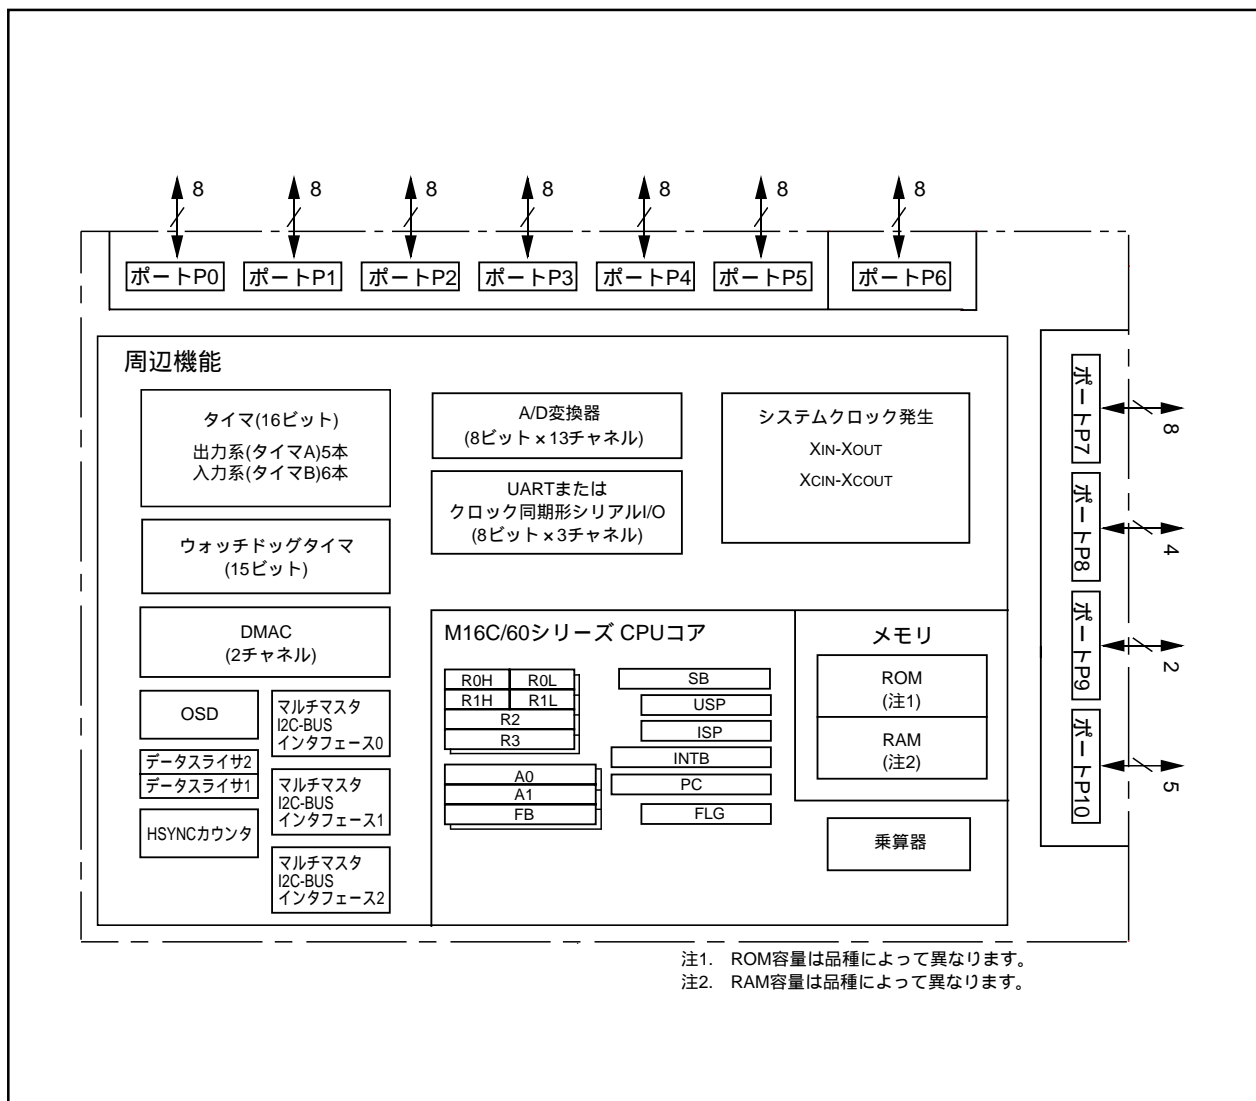 8
8
8
8
8
8
8
ポートP0
ポートP1
ポートP2
ポートP3
ポートP4
ポートP5
ポートP6
周辺機能
タイマ(16ビット)
出力系(タイマA)5本
入力系(タイマB)6本
ウォッチドッグタイマ
(15ビット)
DMAC
(2チャネル)
OSD
データスライサ2
データスライサ1
HSYNCカウンタ
マルチマスタ
I2C-BUS
インタフェース0
マルチマスタ
I2C-BUS
インタフェース1
マルチマスタ
I2C-BUS
インタフェース2
A/D変換器
(8ビット×13チャネル)
UARTまたは
クロック同期形シリアルI/O
(8ビット×3チャネル)
システムクロック発生
XIN-XOUT
XCIN-XCOUT
M16C/60シリーズ CPUコア
R0H R0L
R1H R1L
R2
R3
A0
A1
FB
SB
USP
ISP
INTB
PC
FLG
メモリ
ROM
(注1)
RAM
(注2)
乗算器
ポートP7
8
ポートP8
4
ポートP9
2
ポートP10
5
注1. ROM容量は品種によって異なります。
注2. RAM容量は品種によって異なります。